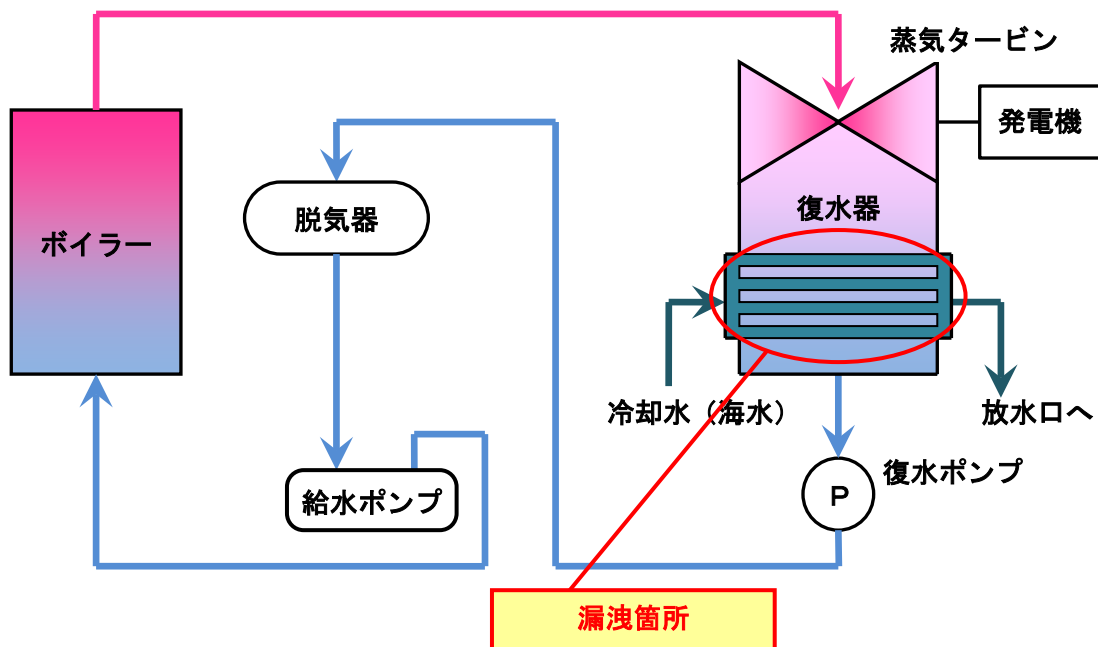 蒸気タービン
発電機
脱気器
復水器
ボイラー
冷却水（海水）
放水口へ
復水ポンプ
給水ポンプ
P
漏洩箇所